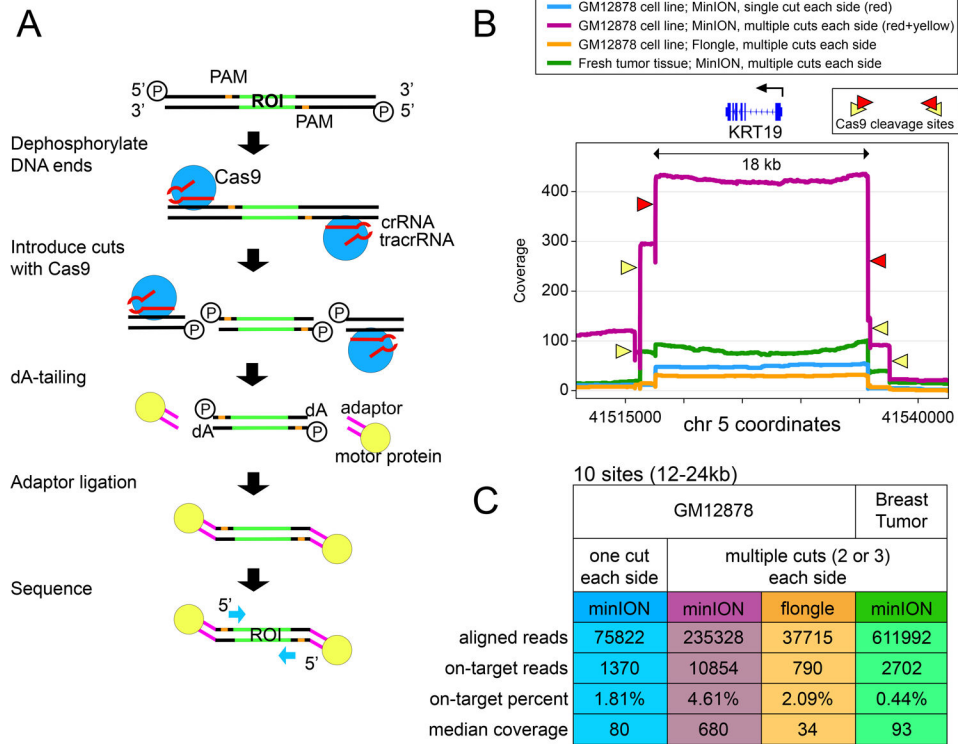 A
5’ P PAM 3’
3’ ROI P 5’
PAM
Dephosphorylate
DNA ends
Cas9
crRNA
tracrRNA
Introduce cuts
with Cas9
P P
P P
dA-tailing
P dA
dA P
adaptor
motor protein
Adaptor ligation
Sequence
5’
ROI
5’
B
GM12878 cell line; MinION, single cut each side (red)
GM12878 cell line; MinION, multiple cuts each side (red+yellow)
GM12878 cell line; Flongle, multiple cuts each side
Fresh tumor tissue; MinION, multiple cuts each side
KRT19
Cas9 cleavage sites
18 kb
Coverage
400
300
200
100
0
41515000 41540000
chr 5 coordinates
C
10 sites (12-24kb)
GM12878 Breast
Tumor
one cut
each side
multiple cuts (2 or 3)
each side
minION minION flongle minION
aligned reads 75822 235328 37715 611992
on-target reads 1370 10854 790 2702
on-target percent 1.81% 4.61% 2.09% 0.44%
median coverage 80 680 34 93